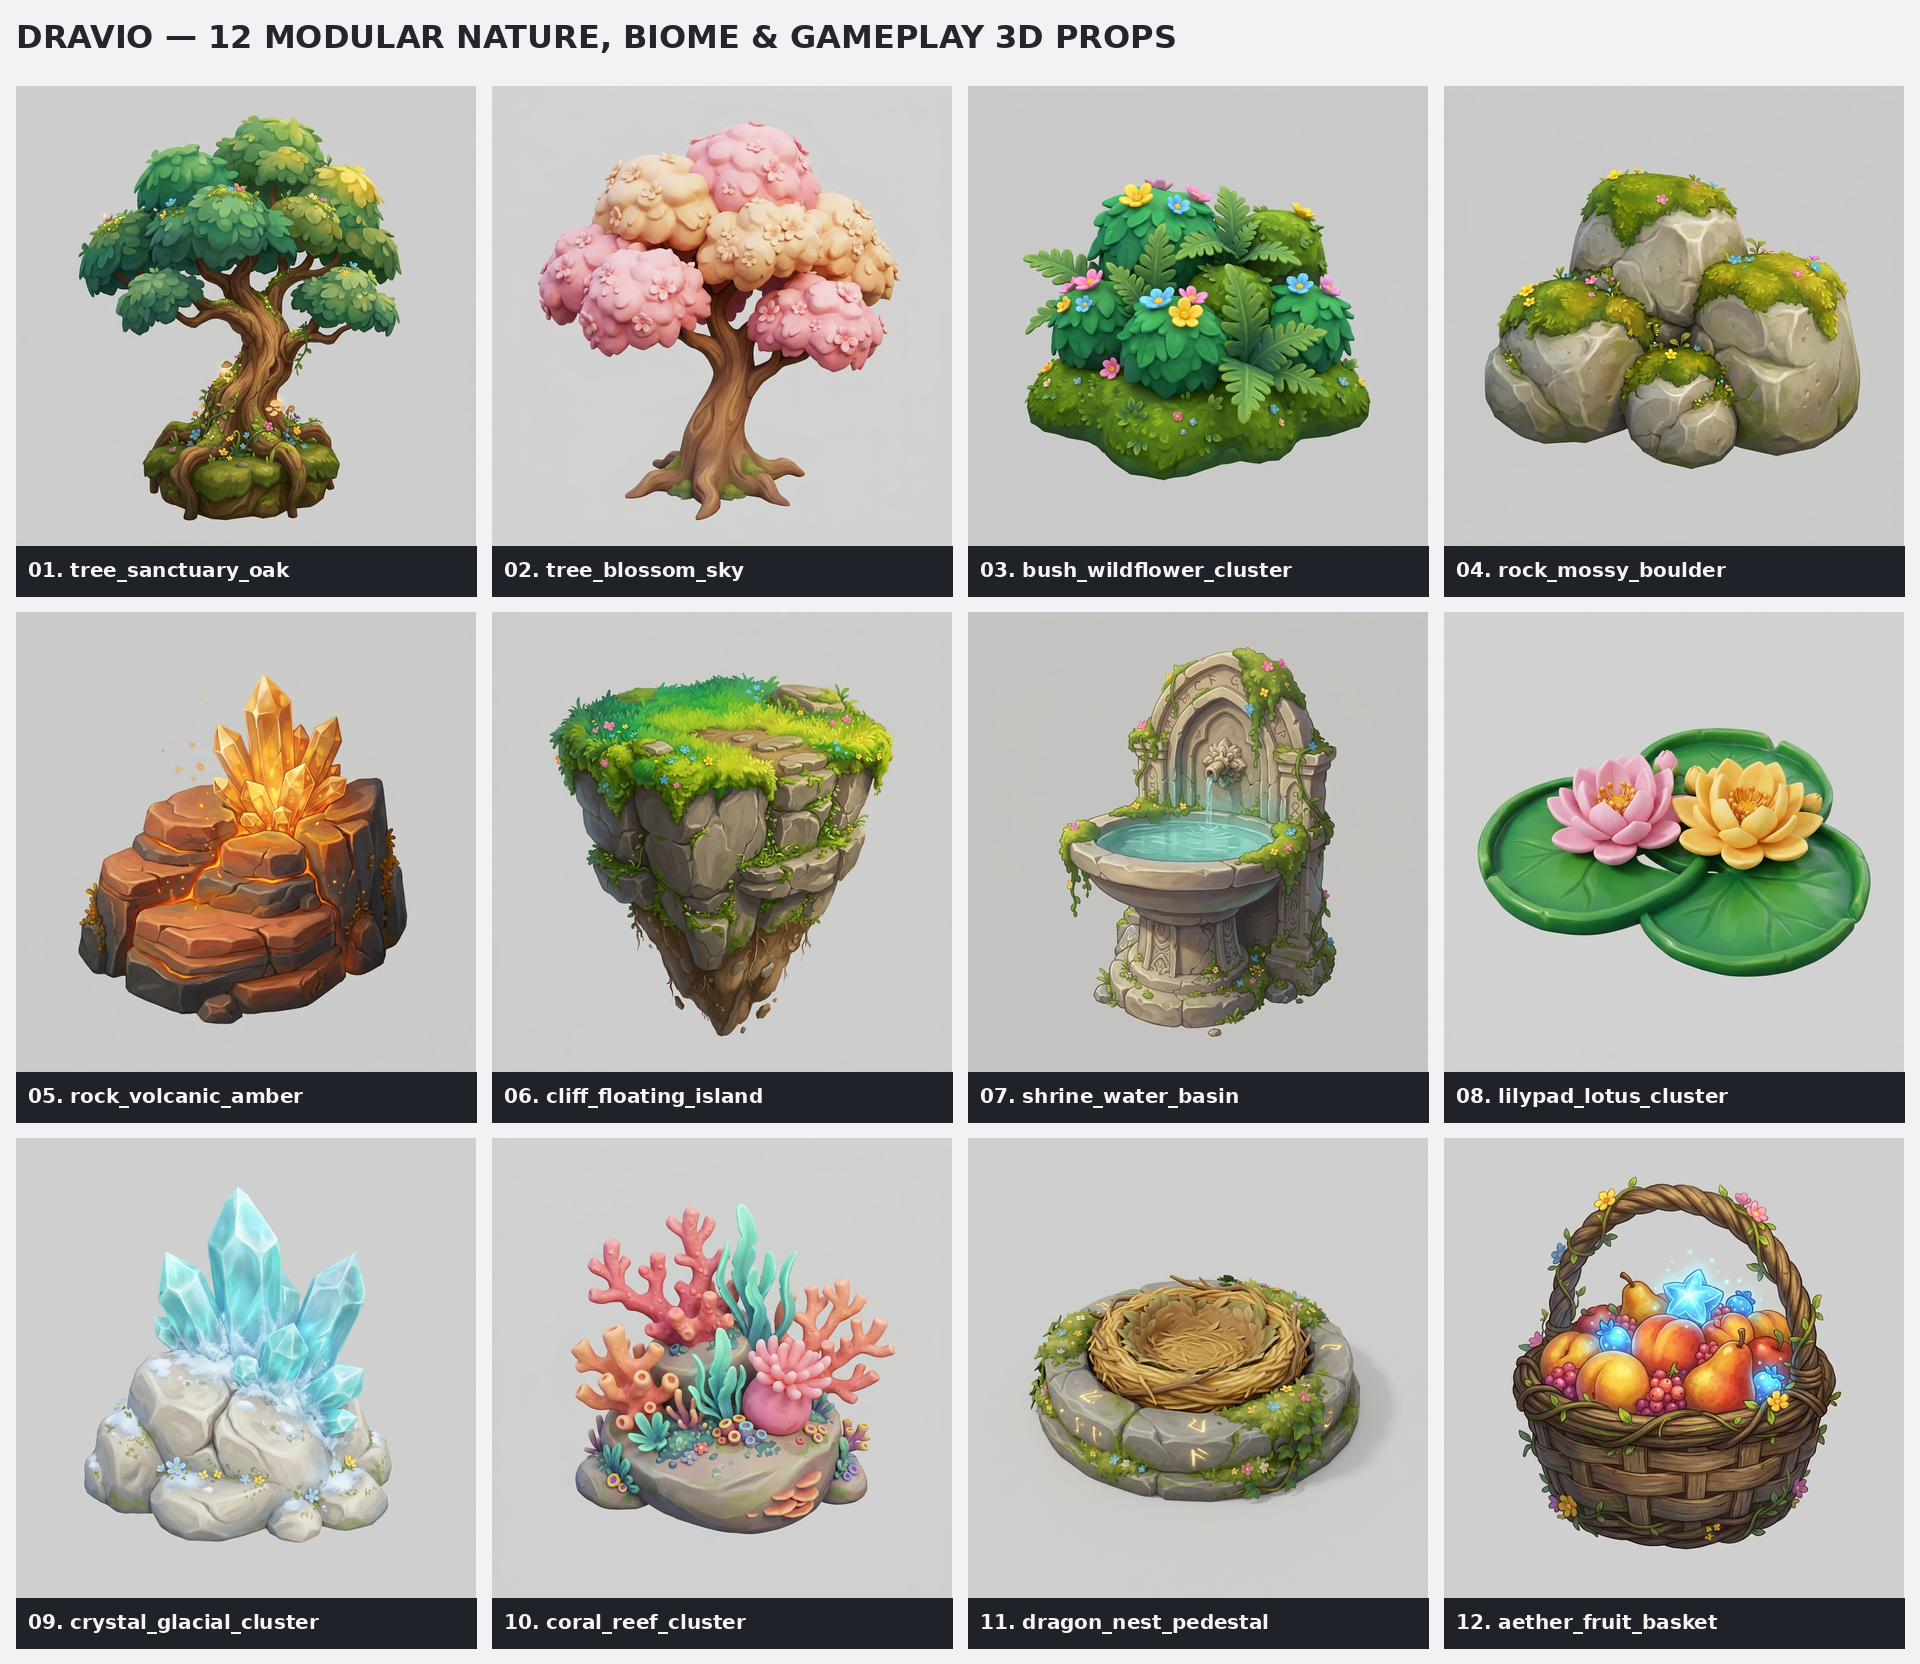 DRAVIO — 12 MODULAR NATURE, BIOME & GAMEPLAY 3D PROPS
01. tree_sanctuary_oak
02. tree_blossom_sky
03. bush_wildflower_cluster
04. rock_mossy_boulder
05. rock_volcanic_amber
06. cliff_floating_island
07. shrine_water_basin
08. lilypad_lotus_cluster
09. crystal_glacial_cluster
10. coral_reef_cluster
11. dragon_nest_pedestal
12. aether_fruit_basket